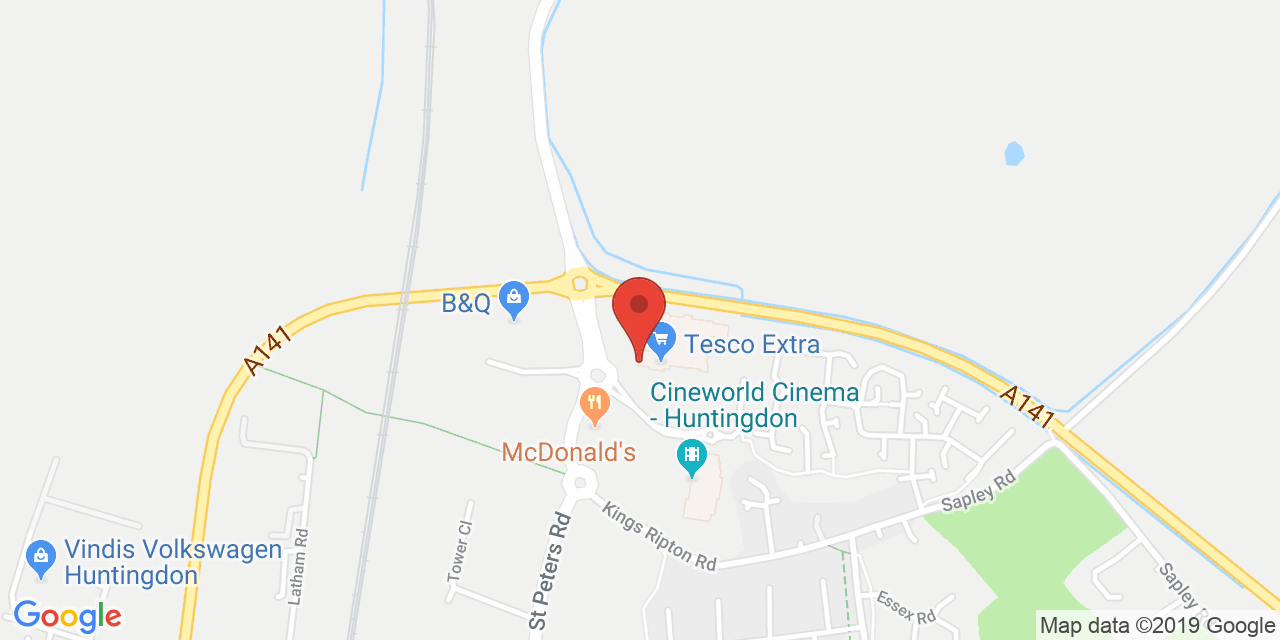 B&Q
A141
Tesco Extra
Cineworld Cinema
- Huntingdon
A141
McDonald's
Sapley Rd
Kings Ripton Rd
Tower Cl
St Peters Rd
Latham Rd
Vindis Volkswagen
Huntingdon
Essex Rd
Sapley Rd
Google
Map data ©2019 Google